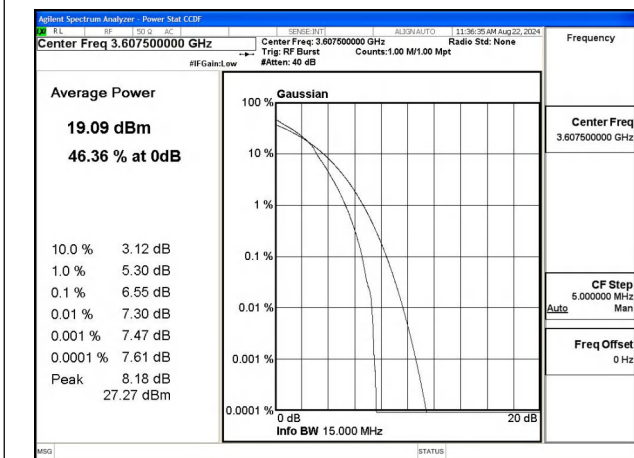 Agilent Spectrum Analyzer - Power Stat CCDF
RL RF 50 Ω AC SENSE:INT ALIGN AUTO 11:36:35 AM Aug 22, 2024
Center Freq 3.607500000 GHz
Center Freq: 3.607500000 GHz Radio Std: None
Trig: RF Burst Counts:1.00 M/1.00 Mpt
#IFGain:Low #Atten: 40 dB
Frequency
Average Power
19.09 dBm
46.36 % at 0dB
10.0 % 3.12 dB
1.0 % 5.30 dB
0.1 % 6.55 dB
0.01 % 7.30 dB
0.001 % 7.47 dB
0.0001 % 7.61 dB
Peak 8.18 dB
27.27 dBm
Gaussian
100 %
10 %
1 %
0.1 %
0.01 %
0.001 %
0.0001 %
0 dB 20 dB
Info BW 15.000 MHz
Center Freq
3.607500000 GHz
CF Step
5.000000 MHz
Auto Man
Freq Offset
0 Hz
MSG STATUS